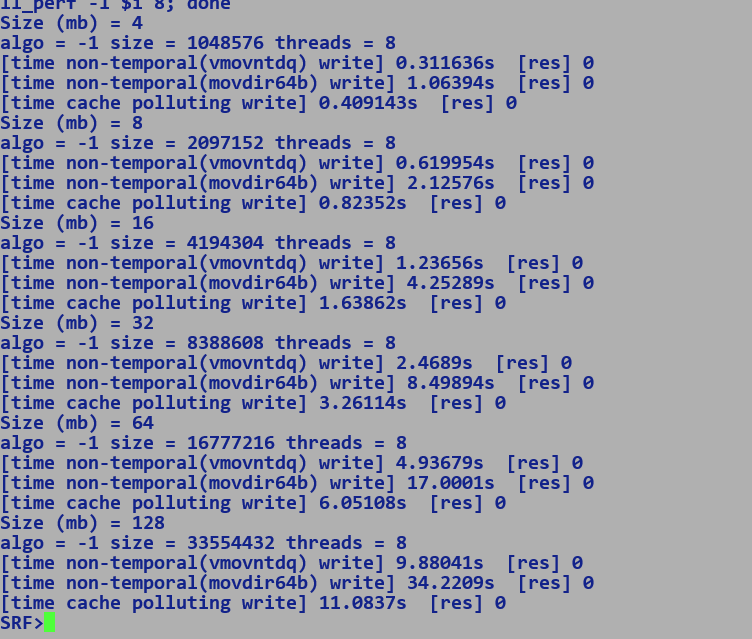 ll_perf -1 $i 8; done
Size (mb) = 4
algo = -1 size = 1048576 threads = 8
[time non-temporal(vmovntdq) write] 0.311636s  [res] 0
[time non-temporal(movdir64b) write] 1.06394s  [res] 0
[time cache polluting write] 0.409143s  [res] 0
Size (mb) = 8
algo = -1 size = 2097152 threads = 8
[time non-temporal(vmovntdq) write] 0.619954s  [res] 0
[time non-temporal(movdir64b) write] 2.12576s  [res] 0
[time cache polluting write] 0.82352s  [res] 0
Size (mb) = 16
algo = -1 size = 4194304 threads = 8
[time non-temporal(vmovntdq) write] 1.23656s  [res] 0
[time non-temporal(movdir64b) write] 4.25289s  [res] 0
[time cache polluting write] 1.63862s  [res] 0
Size (mb) = 32
algo = -1 size = 8388608 threads = 8
[time non-temporal(vmovntdq) write] 2.4689s  [res] 0
[time non-temporal(movdir64b) write] 8.49894s  [res] 0
[time cache polluting write] 3.26114s  [res] 0
Size (mb) = 64
algo = -1 size = 16777216 threads = 8
[time non-temporal(vmovntdq) write] 4.93679s  [res] 0
[time non-temporal(movdir64b) write] 17.0001s  [res] 0
[time cache polluting write] 6.05108s  [res] 0
Size (mb) = 128
algo = -1 size = 33554432 threads = 8
[time non-temporal(vmovntdq) write] 9.88041s  [res] 0
[time non-temporal(movdir64b) write] 34.2209s  [res] 0
[time cache polluting write] 11.0837s  [res] 0
SRF>